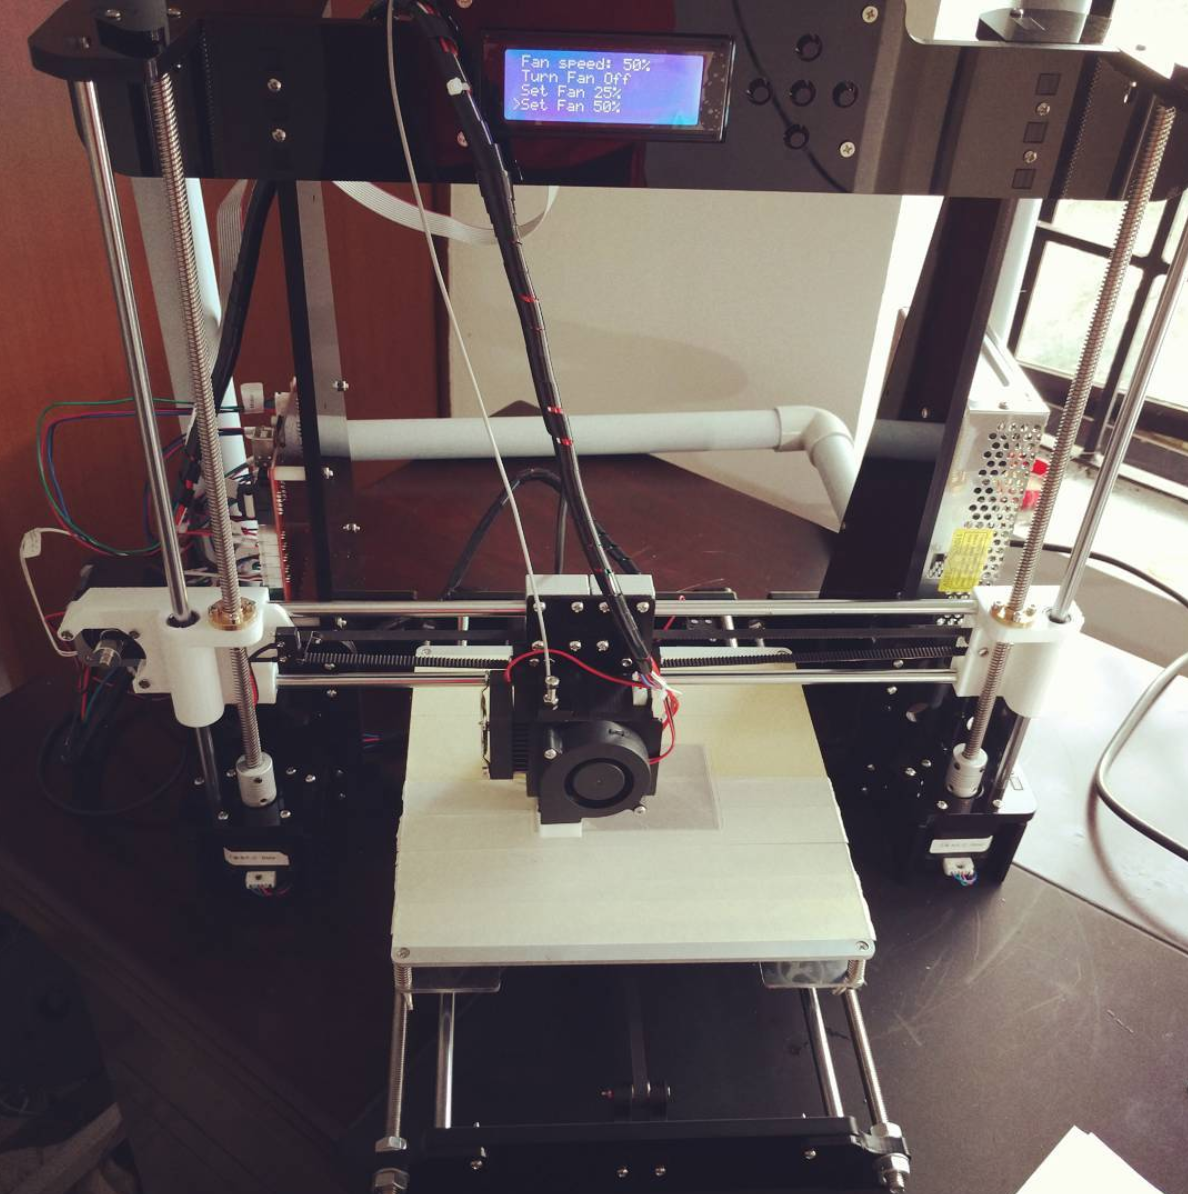 Fan speed: 50%
Turn Fan Off
Set Fan 25%
>Set Fan 50%